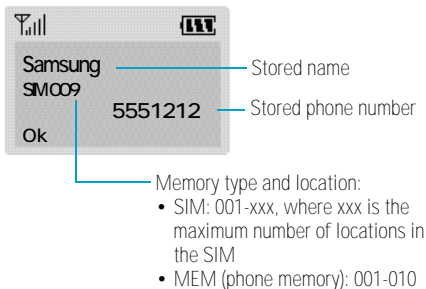 Samsung
Stored name
SIM009
5551212
Stored phone number
Ok
Memory type and location:
• SIM: 001-xxx, where xxx is the
maximum number of locations in
the SIM
• MEM (phone memory): 001-010